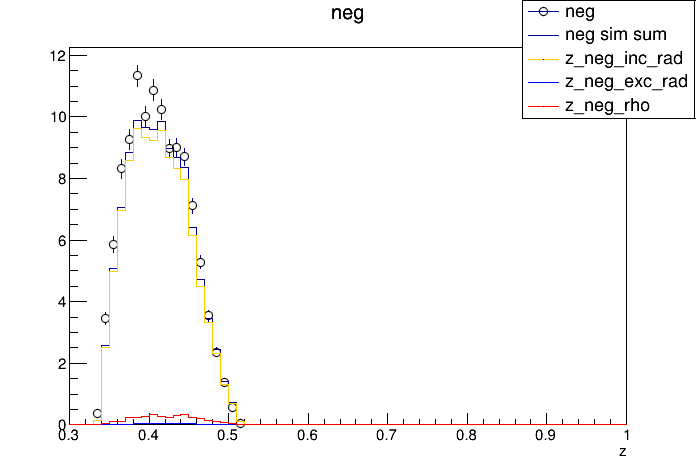 neg
neg
neg sim sum
z_neg_inc_rad
z_neg_exc_rad
z_neg_rho
12
10
8
6
4
2
0
0.3 0.4 0.5 0.6 0.7 0.8 0.9 1
z